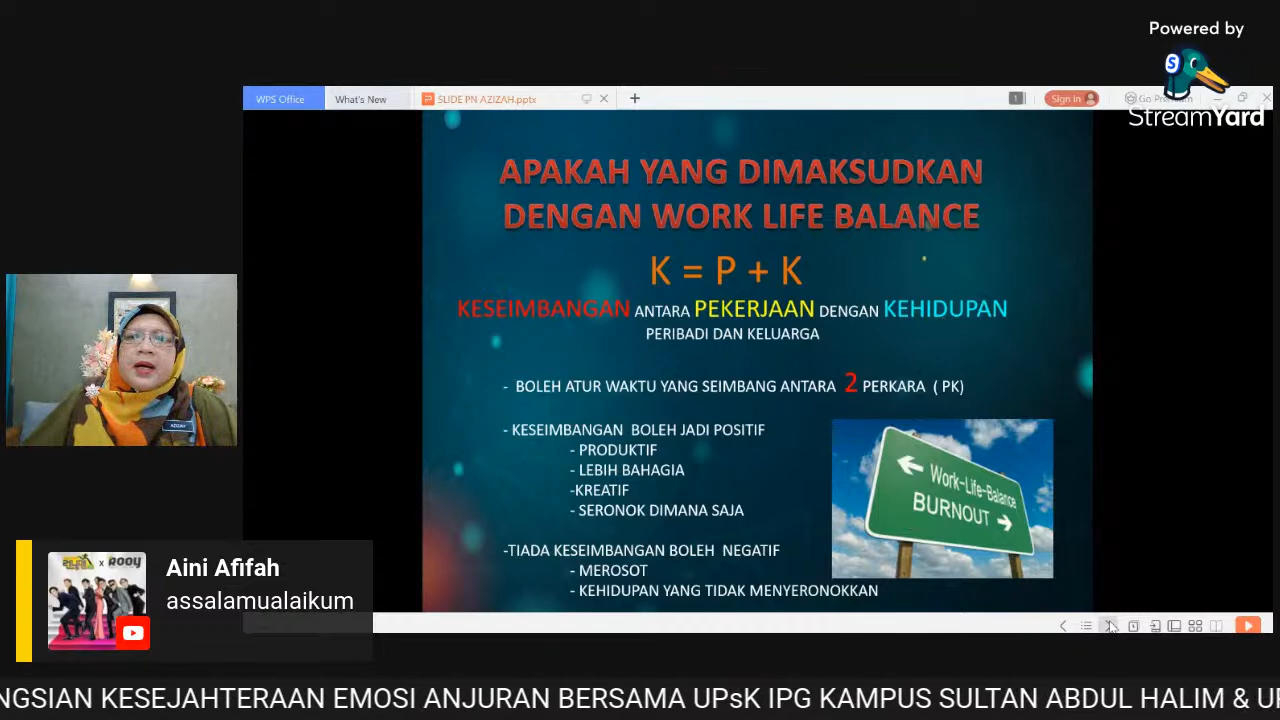 Powered by
StreamYard
WPS Office
What's New
SLIDE PN AZIZAH.pptx
1
Sign in
APAKAH YANG DIMAKSUDKAN
DENGAN WORK LIFE BALANCE
K = P + K
KESEIMBANGAN ANTARA PEKERJAAN DENGAN KEHIDUPAN
PERIBADI DAN KELUARGA
- BOLEH ATUR WAKTU YANG SEIMBANG ANTARA 2 PERKARA ( PK)
- KESEIMBANGAN BOLEH JADI POSITIF
- PRODUKTIF
- LEBIH BAHAGIA
-KREATIF
- SERONOK DIMANA SAJA
-TIADA KESEIMBANGAN BOLEH NEGATIF
- MEROSOT
- KEHIDUPAN YANG TIDAK MENYERONOKKAN
Work-Life-Balance
BURNOUT
AZIZAH
ROOY
Aini Afifah
assalamualaikum
NGSIAN KESEJAHTERAAN EMOSI ANJURAN BERSAMA UPsK IPG KAMPUS SULTAN ABDUL HALIM &